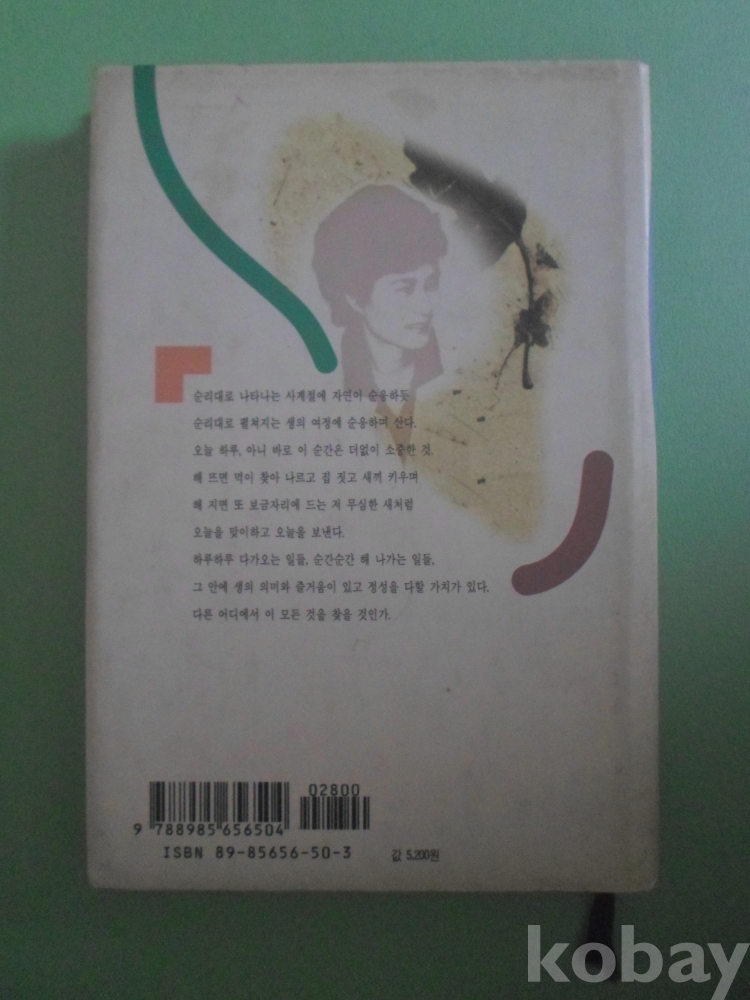 순리대로 나타나는 사계절에 자연이 순응하듯
순리대로 펼쳐지는 생의 여정에 순응하며 산다.
오늘 하루, 아니 바로 이 순간은 더없이 소중한 것.
해 뜨면 먹이 찾아 나르고 집 짓고 새끼 키우며
해 지면 또 보금자리에 드는 저 무심한 새처럼
오늘을 맞이하고 오늘을 보낸다.
하루하루 다가오는 일들, 순간순간 해 나가는 일들,
그 안에 생의 의미와 즐거움이 있고 정성을 다할 가치가 있다.
다른 어디에서 이 모든 것을 찾을 것인가.
02800
9 788985 656504
ISBN 89-85656-50-3
값 5,200원
kobay